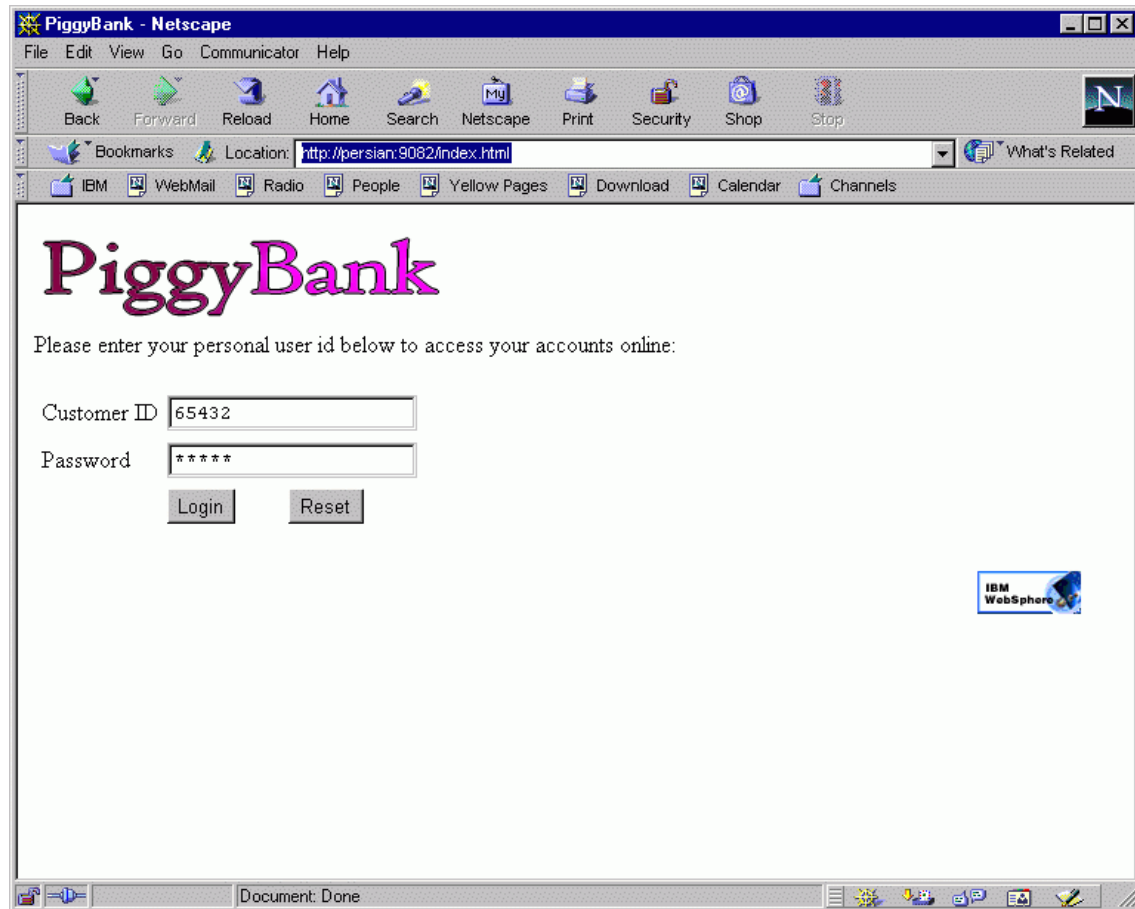 PiggyBank - Netscape
File Edit View Go Communicator Help
Back Forward Reload Home Search My Netscape Print Security Shop Stop N
Bookmarks Location: http://persian:9082/index.html What's Related
IBM WebMail Radio People Yellow Pages Download Calendar Channels
PiggyBank
Please enter your personal user id below to access your accounts online:
Customer ID 65432
Password *****
Login Reset
IBM
WebSphere
Document: Done